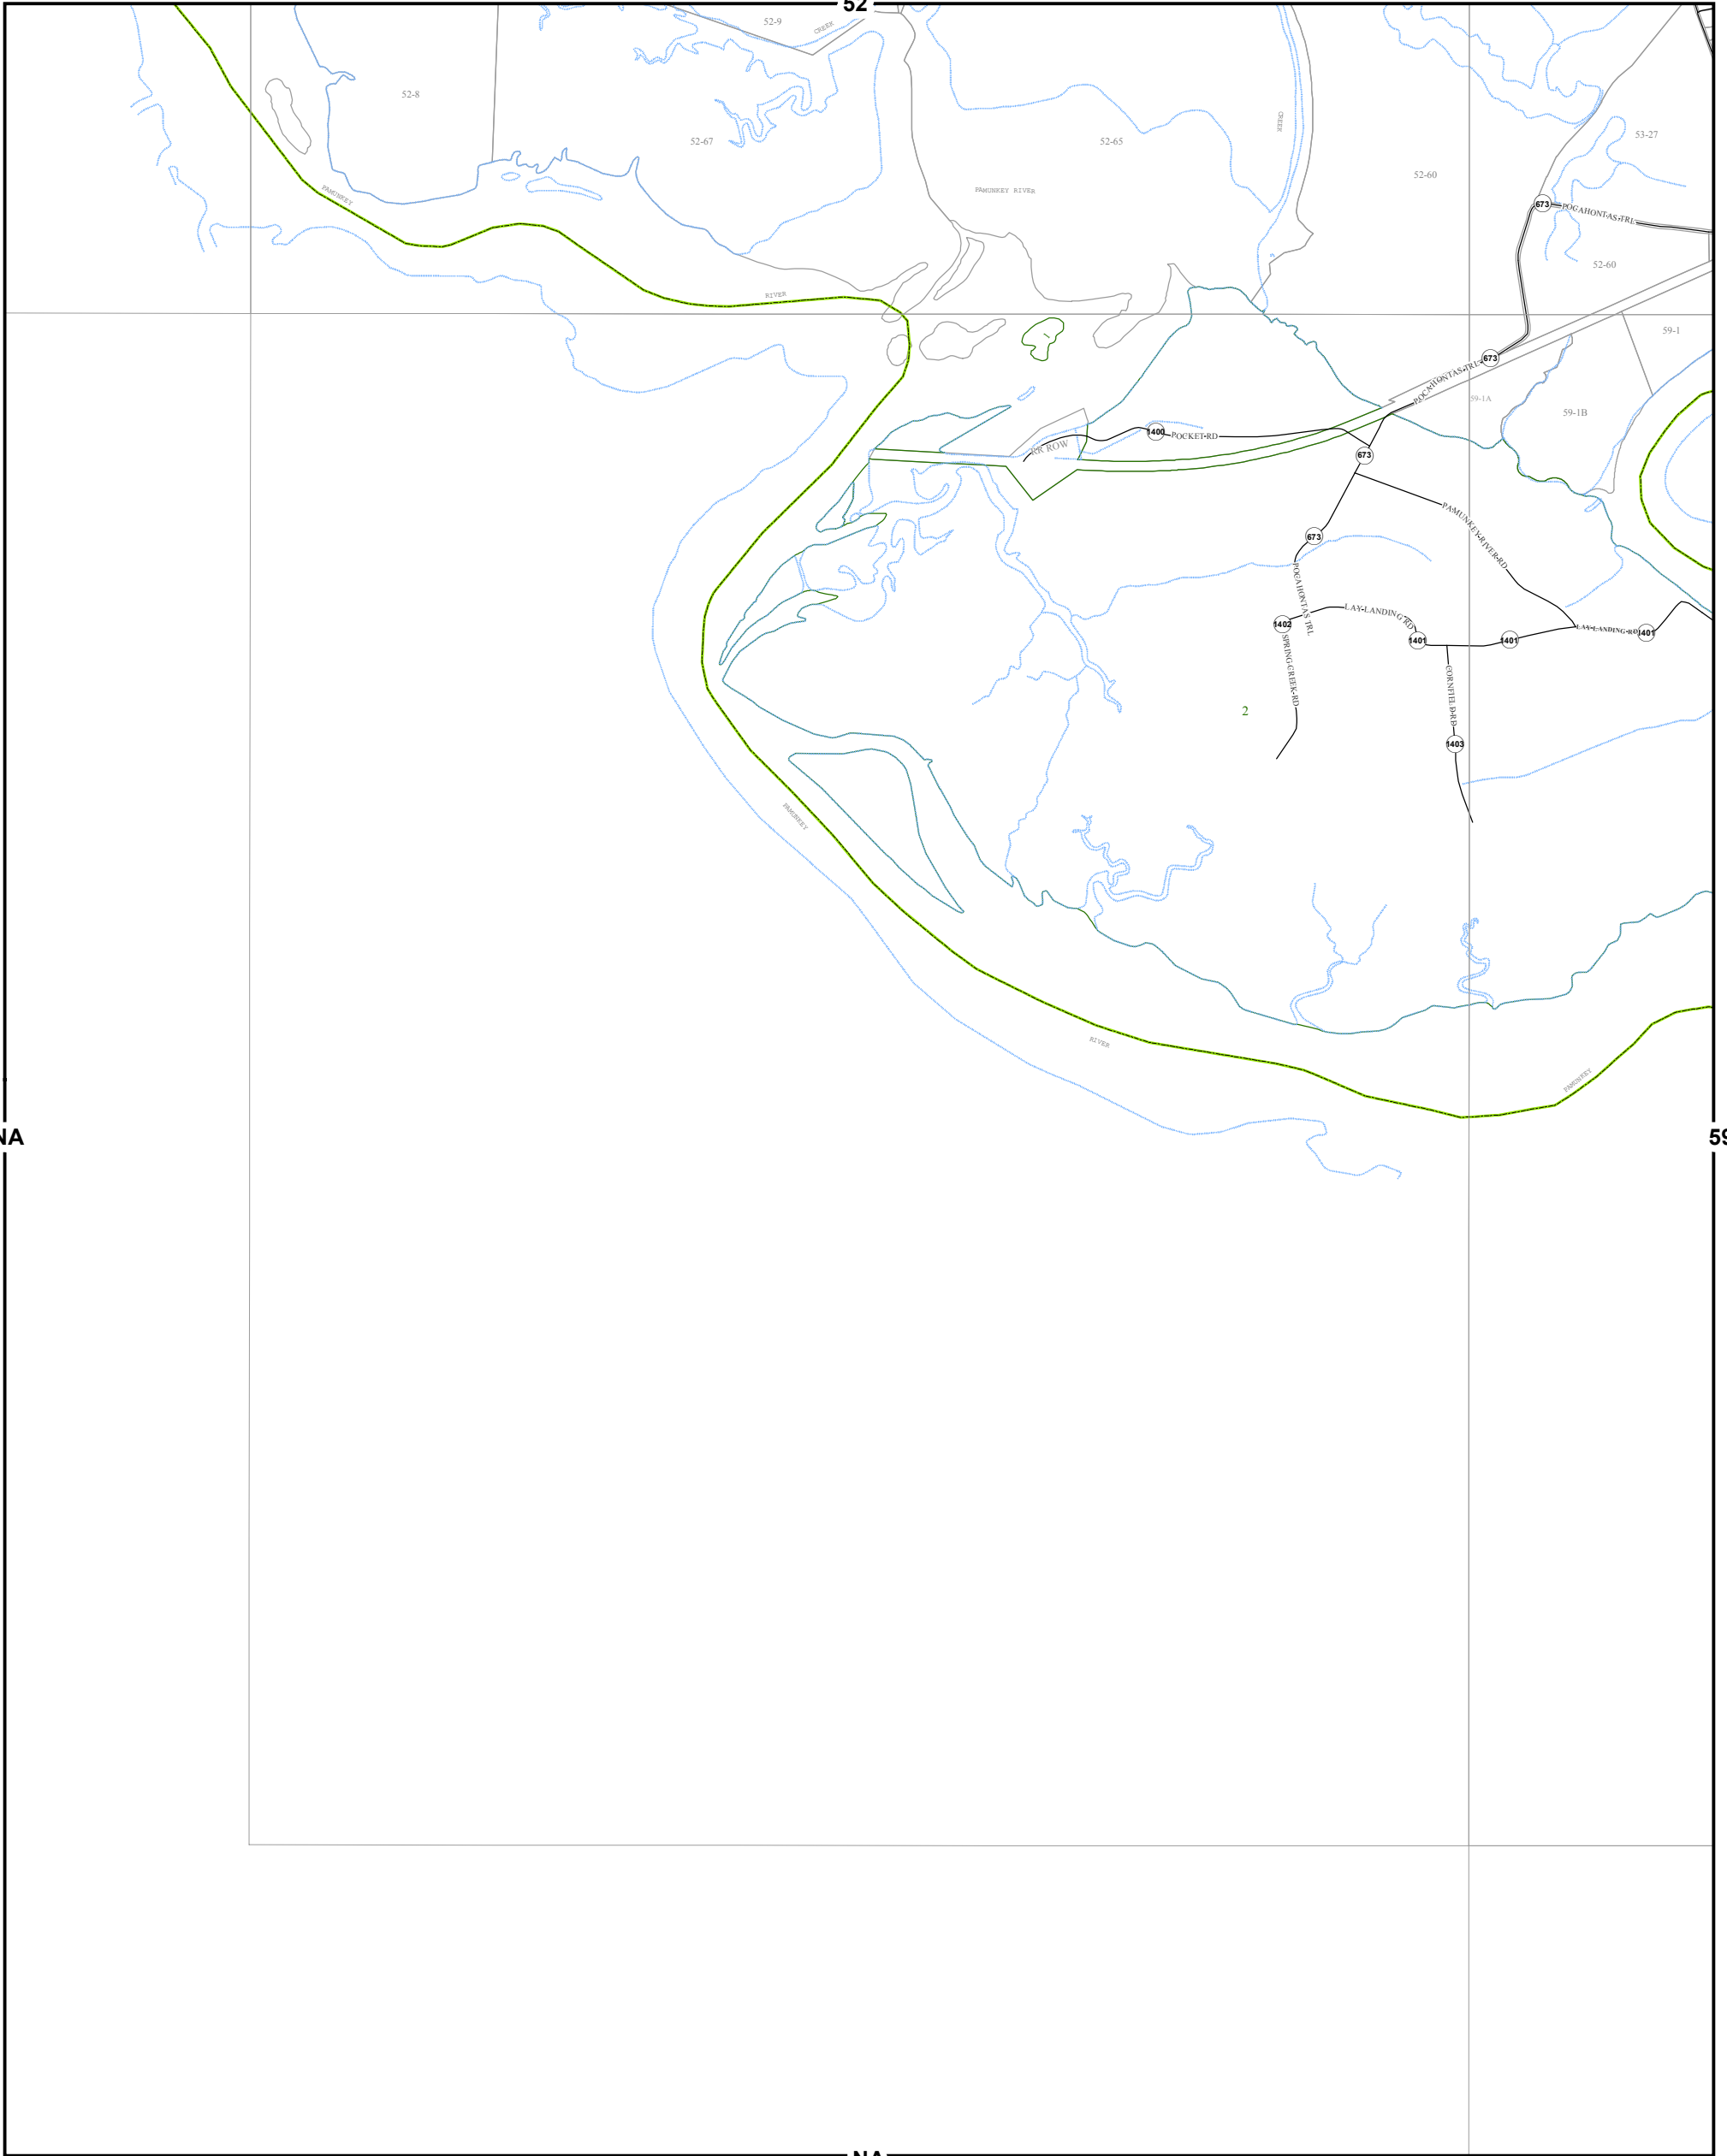 52
52-9
CREEK
52-8
52-67
52-65
CREEK
53-27
52-60
PAMUNKEY
PAMUNKEY RIVER
673
POCAHONTAS TRL
52-60
RIVER
59-1
673
POCAHONTAS TRL
59-1A
59-1B
1400
POCKET RD
RR ROW
673
PAMUNKEY RIVER RD
673
POCAHONTAS TRL
LAY LANDING RD
1402
1401
1401
LAY LANDING RD
1401
SPRING CREEK RD
CORNFIELD RD
2
1403
PAMUNKEY
RIVER
PAMUNKEY
NA
59
NA